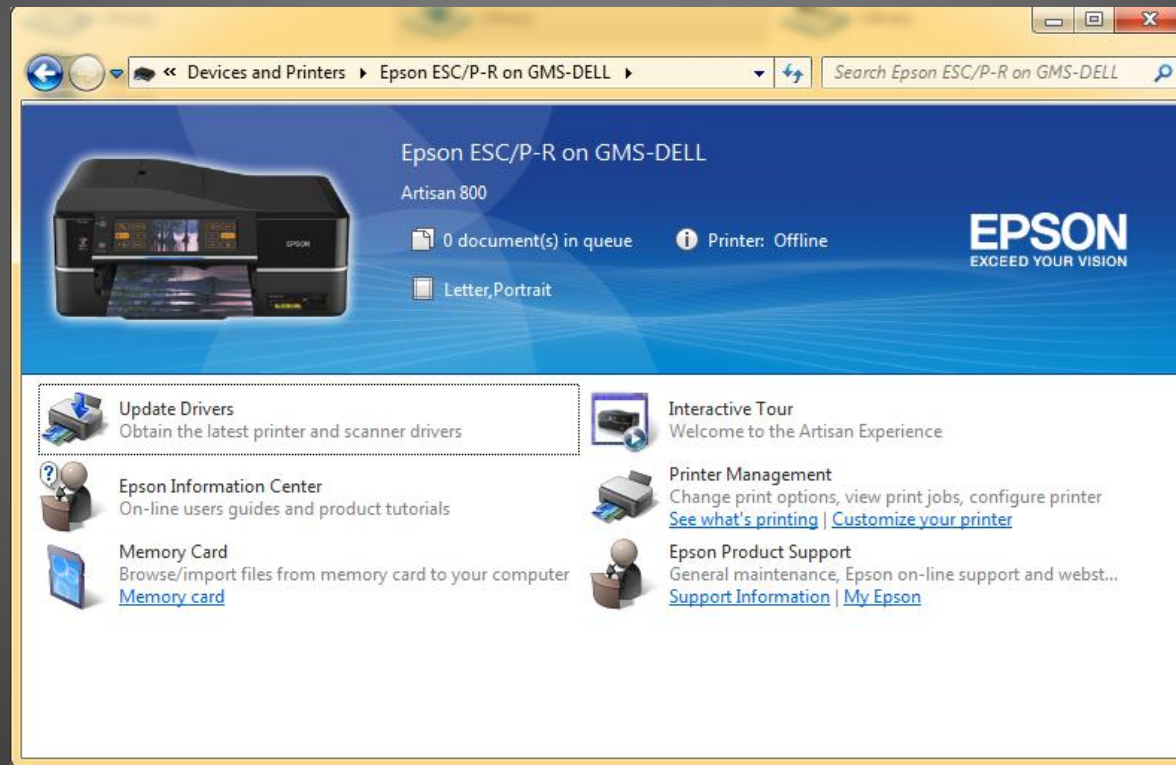 Devices and Printers Epson ESC/P-R on GMS-DELL
Search Epson ESC/P-R on GMS-DELL
Epson ESC/P-R on GMS-DELL
Artisan 800
0 document(s) in queue
Printer: Offline
Letter,Portrait
EPSON
EXCEED YOUR VISION
EPSON
Update Drivers
Obtain the latest printer and scanner drivers
Interactive Tour
Welcome to the Artisan Experience
Epson Information Center
On-line users guides and product tutorials
Printer Management
Change print options, view print jobs, configure printer
See what's printing | Customize your printer
Memory Card
Browse/import files from memory card to your computer
Memory card
Epson Product Support
General maintenance, Epson on-line support and webst...
Support Information | My Epson